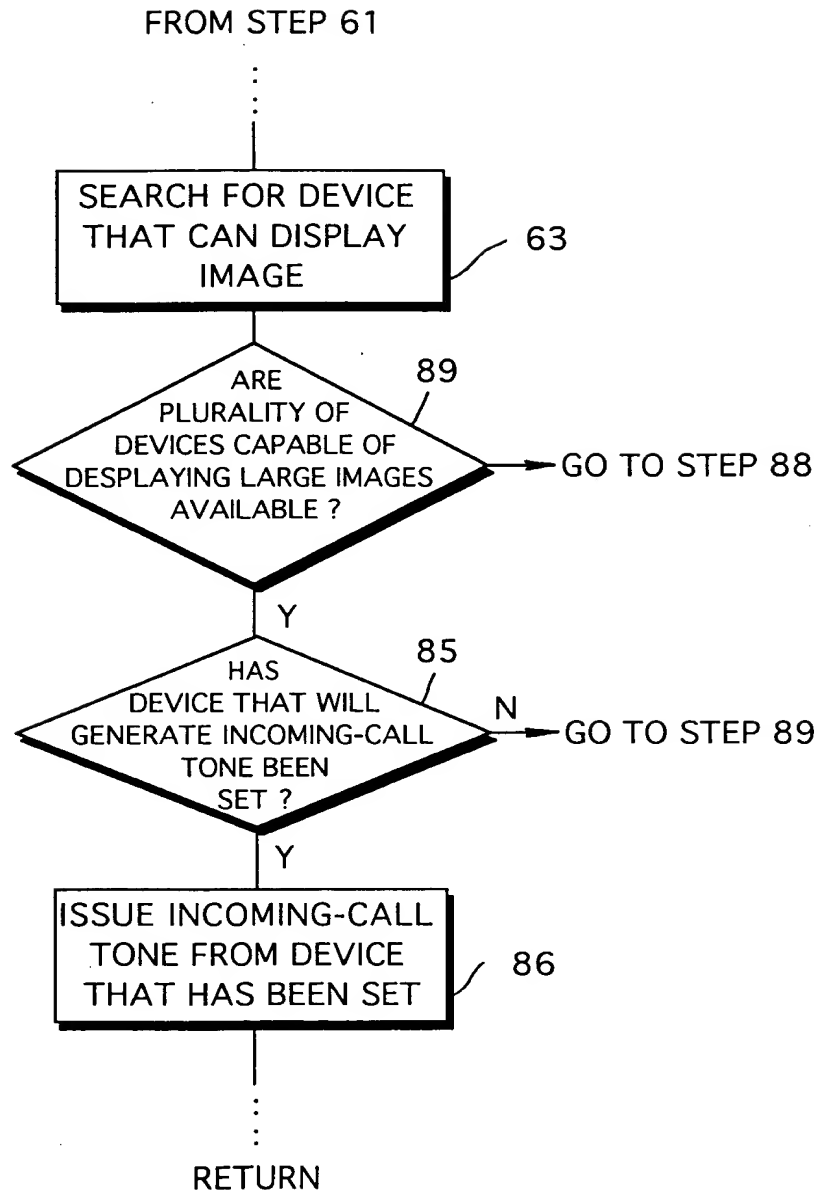 FROM STEP 61
SEARCH FOR DEVICE
THAT CAN DISPLAY
IMAGE
63
89
ARE
PLURALITY OF
DEVICES CAPABLE OF
DESPLAYING LARGE IMAGES
AVAILABLE ?
GO TO STEP 88
Y
85
HAS
DEVICE THAT WILL
GENERATE INCOMING-CALL
TONE BEEN
SET ?
N
GO TO STEP 89
Y
ISSUE INCOMING-CALL
TONE FROM DEVICE
THAT HAS BEEN SET
86
RETURN